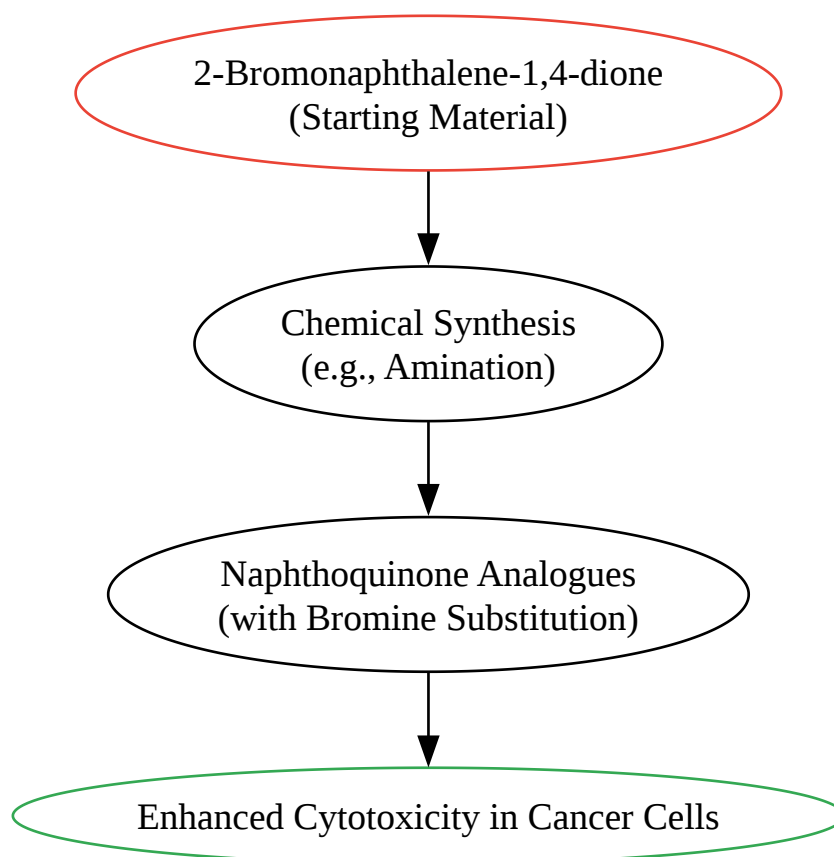 2-Bromonaphthalene-1,4-dione
(Starting Material)
Chemical Synthesis
(e.g., Amination)
Naphthoquinone Analogues
(with Bromine Substitution)
Enhanced Cytotoxicity in Cancer Cells